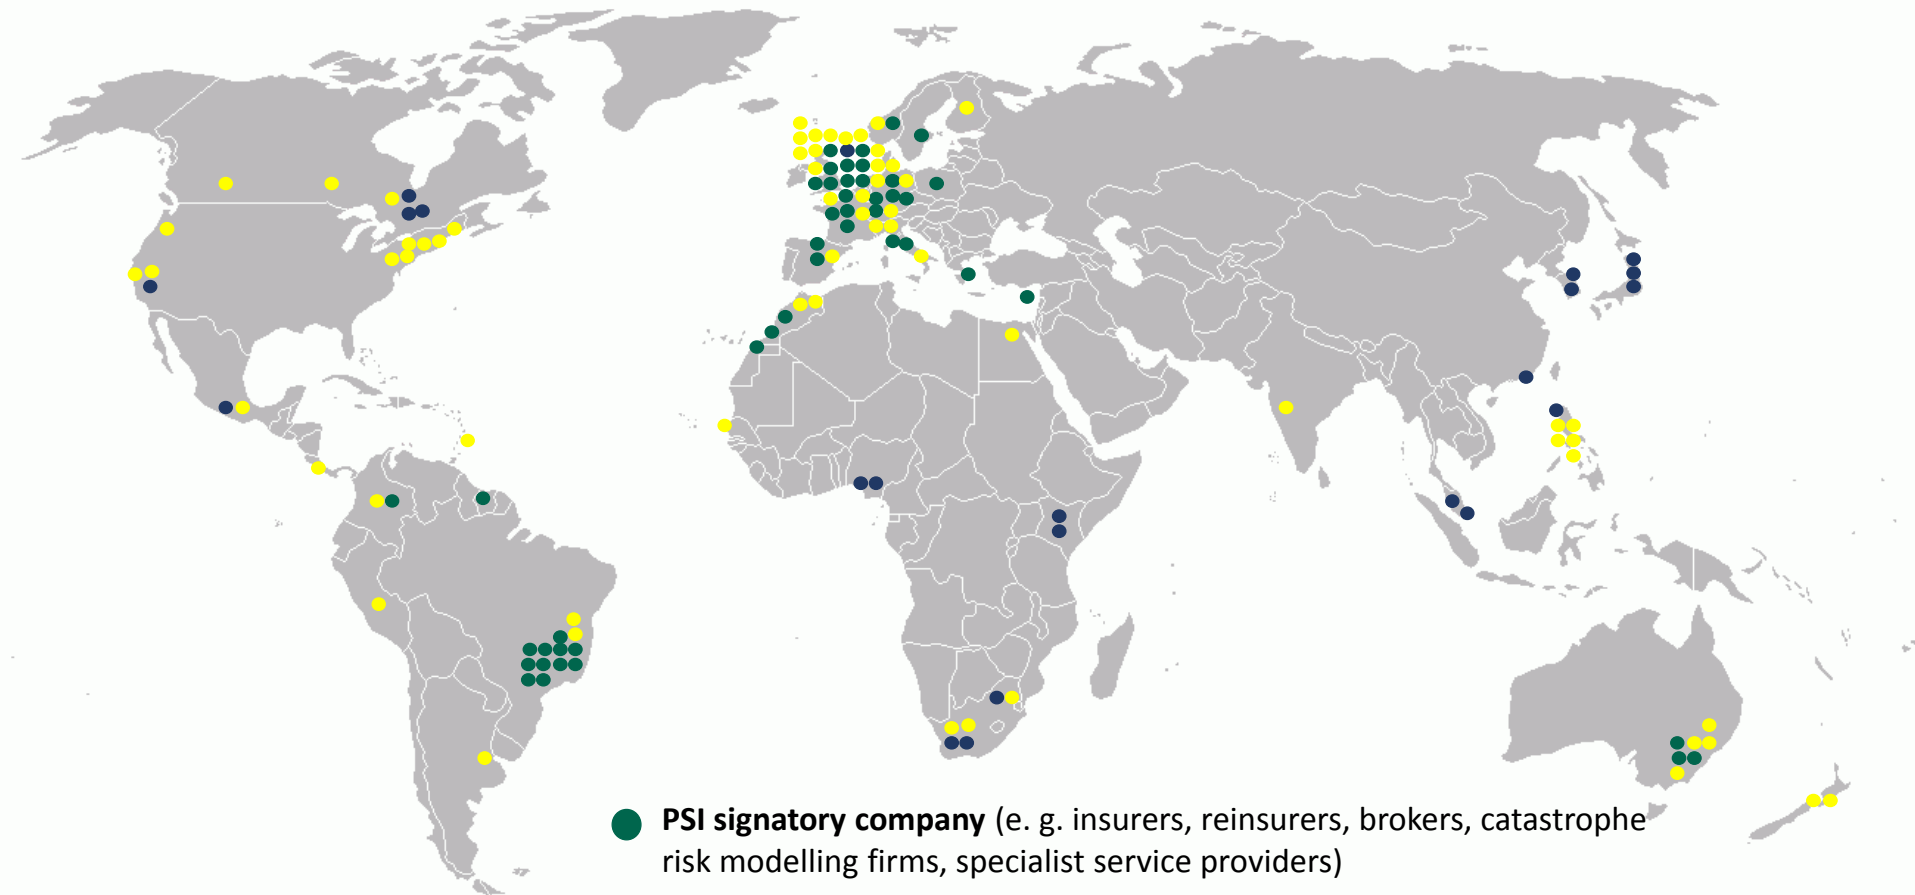 PSI signatory company (e. g. insurers, reinsurers, brokers, catastrophe
risk modelling firms, specialist service providers)